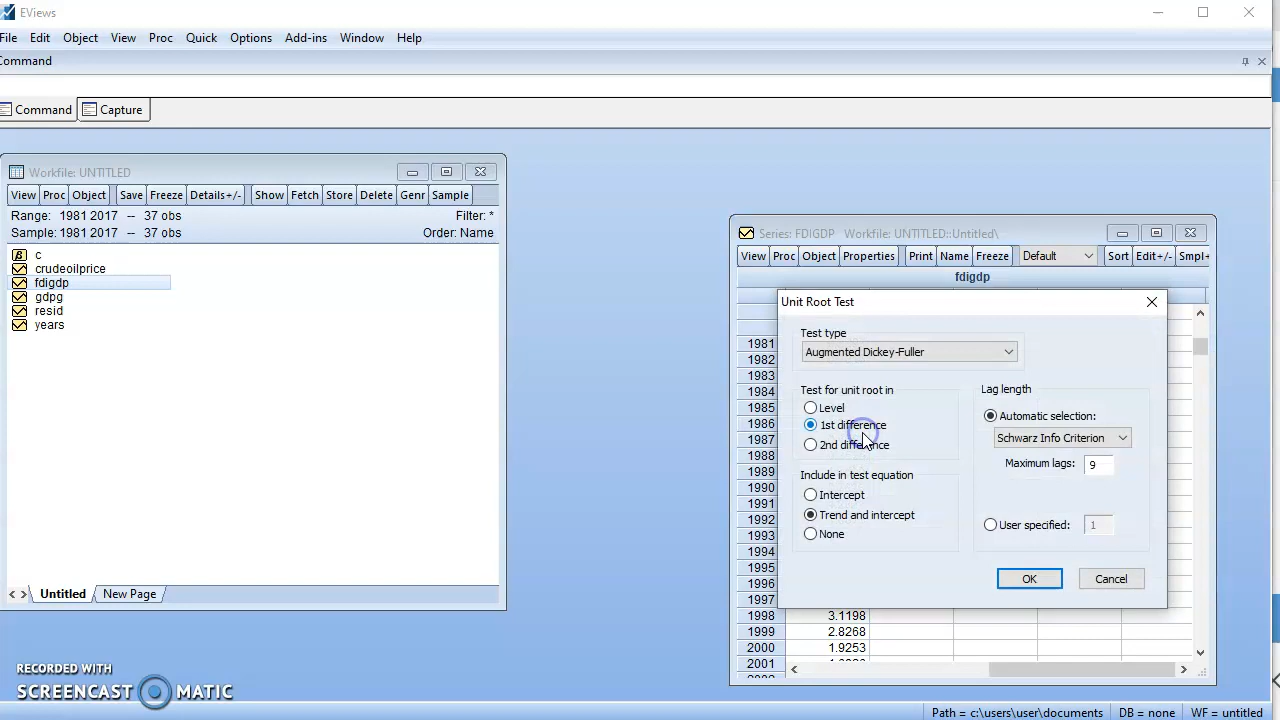 EViews
File Edit Object View Proc Quick Options Add-ins Window Help
Command
Command Capture
Workfile: UNTITLED
View Proc Object Save Freeze Details+/- Show Fetch Store Delete Genr Sample
Range: 1981 2017 -- 37 obs Filter: *
Sample: 1981 2017 -- 37 obs Order: Name
c
crudeoilprice
fdigdp
gdpg
resid
years
Untitled New Page
Series: FDIGDP Workfile: UNTITLED::Untitled\
View Proc Object Properties Print Name Freeze Default Sort Edit+/- Smpl+
fdigdp
Unit Root Test
Test type
Augmented Dickey-Fuller
Test for unit root in
Level
1st difference
2nd difference
Include in test equation
Intercept
Trend and intercept
None
Lag length
Automatic selection:
Schwarz Info Criterion
Maximum lags: 9
User specified: 1
OK Cancel
1981
1982
1983
1984
1985
1986
1987
1988
1989
1990
1991
1992
1993
1994
1995
1996
1997
1998 3.1198
1999 2.8268
2000 1.9253
2001
RECORDED WITH
SCREENCAST MATIC
Path = c:\users\user\documents DB = none WF = untitled